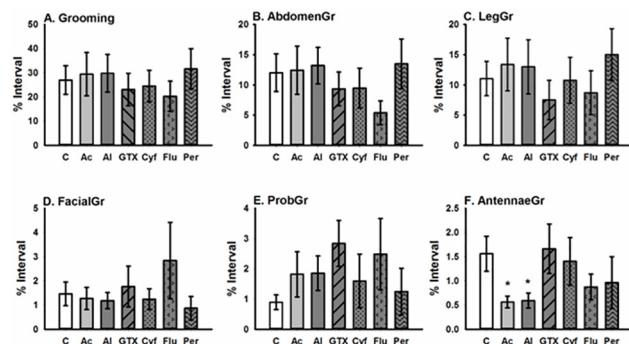 A. Grooming
B. AbdomenGr
C. LegGr
% Interval
50
40
30
20
10
0
C Ac Al GTX Cyf Flu Per
% Interval
20
15
10
5
0
C Ac Al GTX Cyf Flu Per
% Interval
20
15
10
5
0
C Ac Al GTX Cyf Flu Per
D. FacialGr
E. ProbGr
F. AntennaeGr
% Interval
5
4
3
2
1
0
C Ac Al GTX Cyf Flu Per
% Interval
4
3
2
1
0
C Ac Al GTX Cyf Flu Per
% Interval
2.5
2.0
1.5
1.0
0.5
0.0
* *
C Ac Al GTX Cyf Flu Per